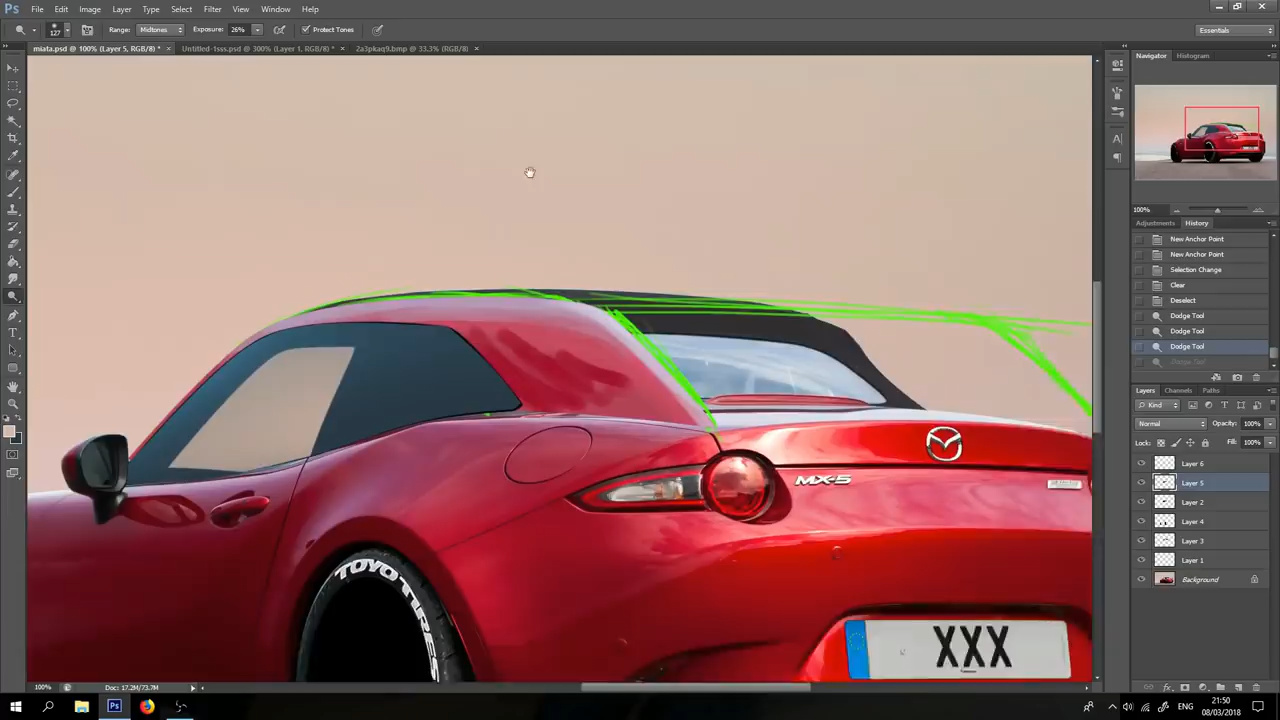 Ps File Edit Image Layer Type Select Filter View Window Help
127 Range: Midtones Exposure: 26% Protect Tones Essentials
miata.psd @ 100% (Layer 5, RGB/8) * × Untitled-1sss.psd @ 300% (Layer 1, RGB/8) * × 2a3pkaq9.bmp @ 33,3% (RGB/8) ×
Navigator Histogram
100%
Adjustments History
New Anchor Point
New Anchor Point
Selection Change
Clear
Deselect
Dodge Tool
Dodge Tool
Dodge Tool
Dodge Tool
Layers Channels Paths
Kind
Normal Opacity: 100%
Lock: Fill: 100%
Layer 6
Layer 5
Layer 2
Layer 4
Layer 3
Layer 1
Background
MX-5
TOYO TIRES
XXX
100% Doc: 17.2M/73.7M
ENG 21:50
08/03/2018